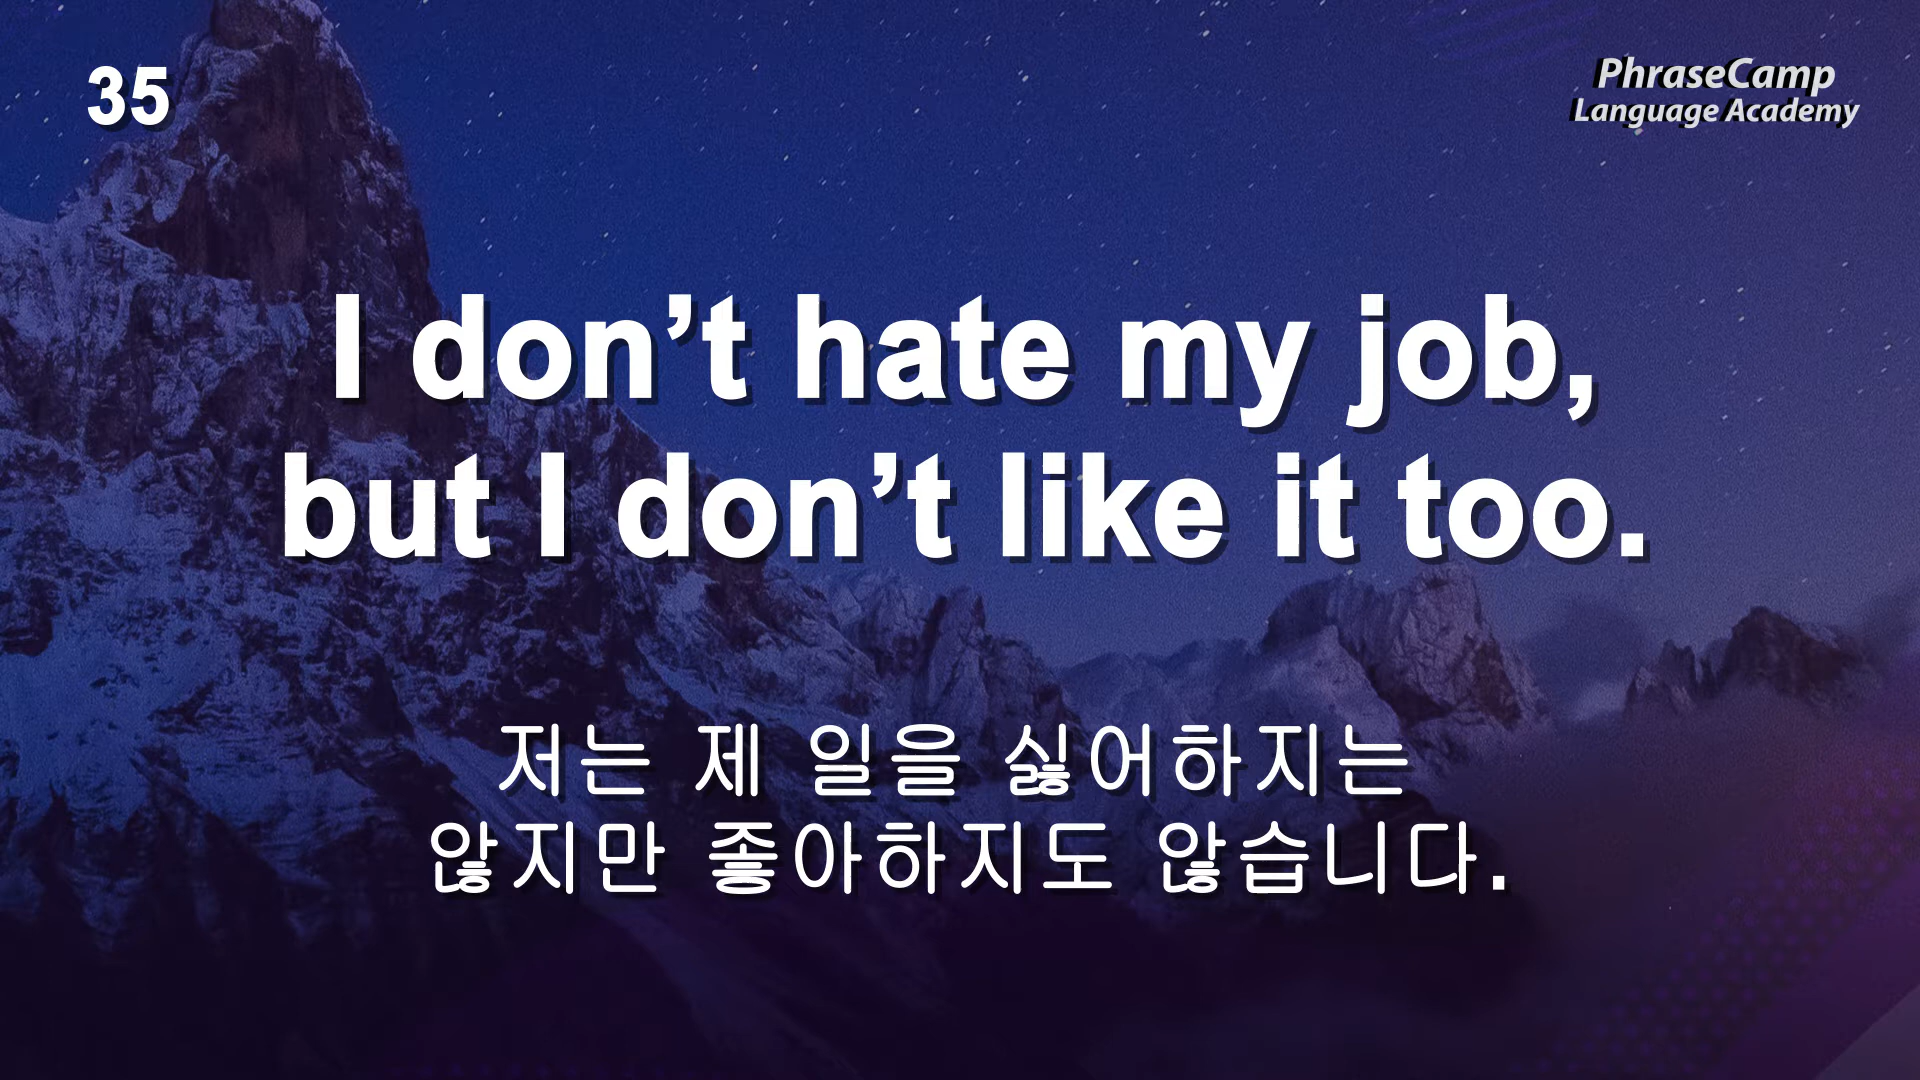 35
PhraseCamp
Language Academy
I don’t hate my job,
but I don’t like it too.
저는 제 일을 싫어하지는
않지만 좋아하지도 않습니다.